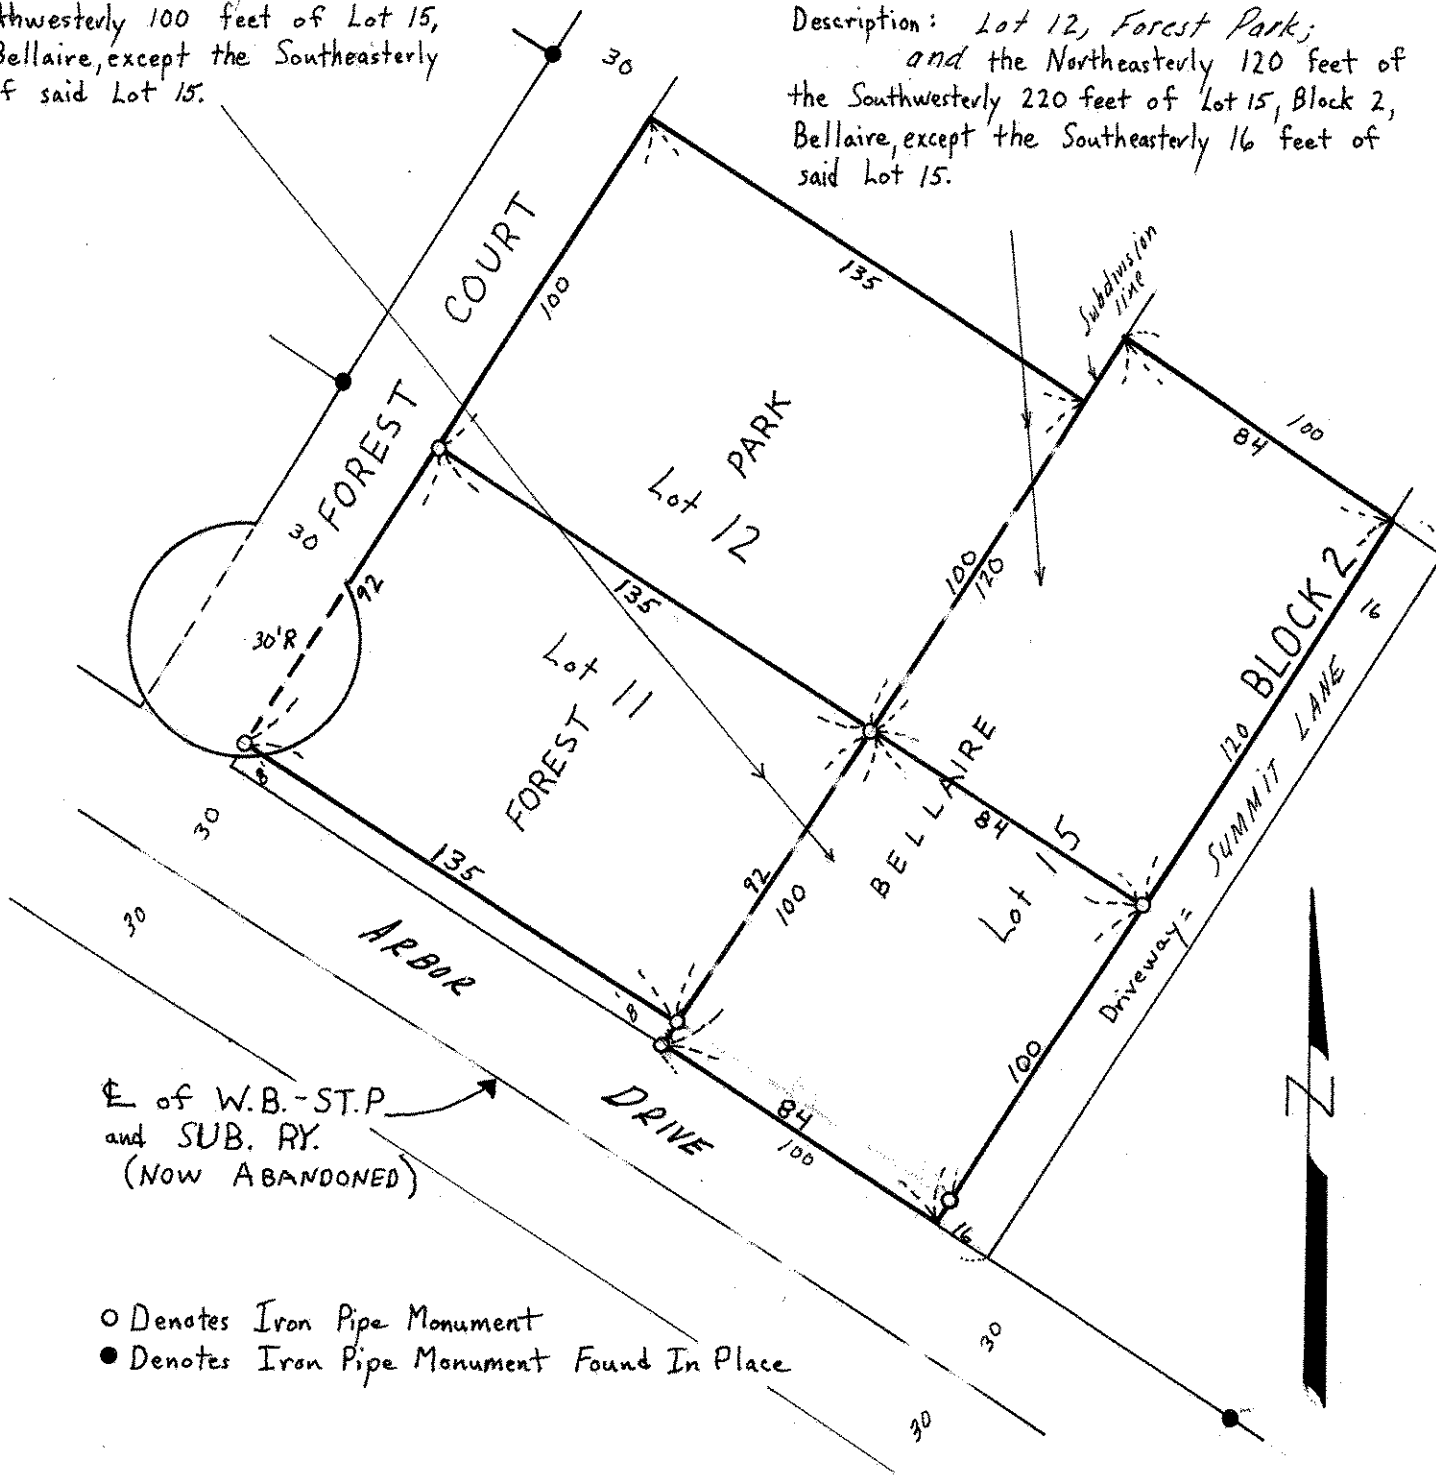 thwesterly 100 feet of Lot 15,
Bellaire, except the Southeasterly
f said Lot 15.
Description: Lot 12, Forest Park;
and the Northeasterly 120 feet of
the Southwesterly 220 feet of Lot 15, Block 2,
Bellaire, except the Southeasterly 16 feet of
said Lot 15.
30
COURT
100
135
Subdivision
line
100
84
PARK
Lot 12
FOREST
30
92
135
100
120
BLOCK 2
16
30'R
Lot 11
FOREST
BELLAIRE
84
Lot 15
120
SUMMIT LANE
Driveway =
8
30
135
92
100
30
ARBOR
8
100
DRIVE
84
100
16
℄ of W.B.-ST.P
and SUB. RY.
(NOW ABANDONED)
N
O Denotes Iron Pipe Monument
● Denotes Iron Pipe Monument Found In Place
30
30